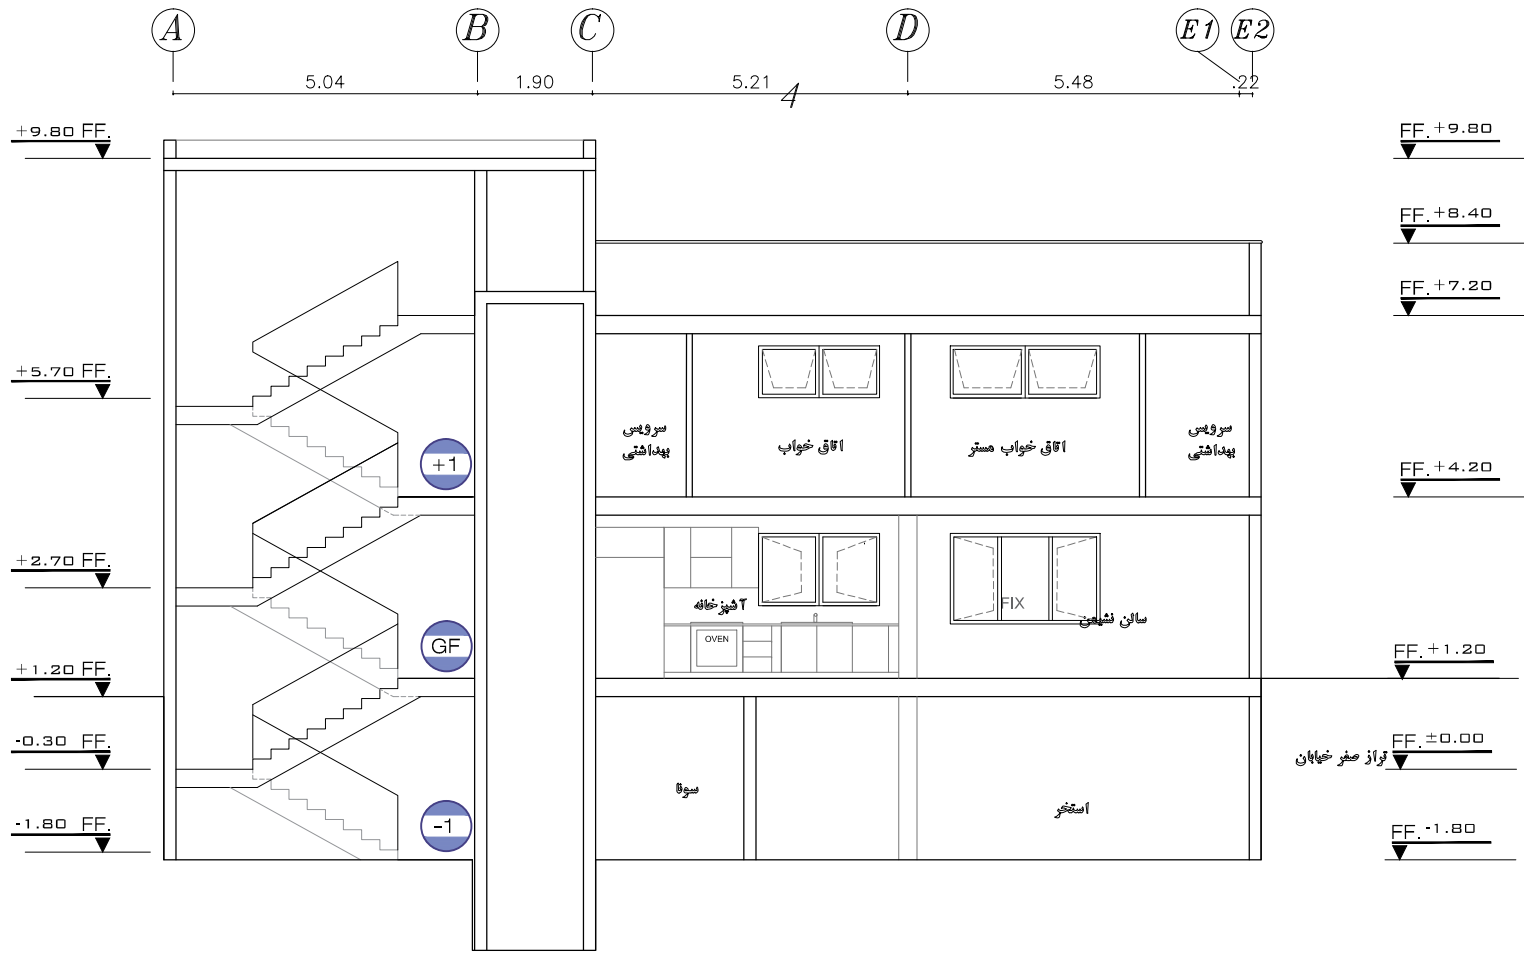 A B C D E1 E2
5.04 1.90 5.21 5.48 .22
4
+9.80 FF.
FF. +9.80
FF. +8.40
FF. +7.20
+5.70 FF.
سرویس
بهداشتی
اتاق خواب
اتاق خواب مستر
سرویس
بهداشتی
+1
FF. +4.20
+2.70 FF.
آشپزخانه
FIX
سالن نشیمن
OVEN
GF
+1.20 FF.
FF. +1.20
-0.30 FF.
تراز صفر خیابان
FF. ±0.00
سونا
استخر
-1
-1.80 FF.
FF. -1.80